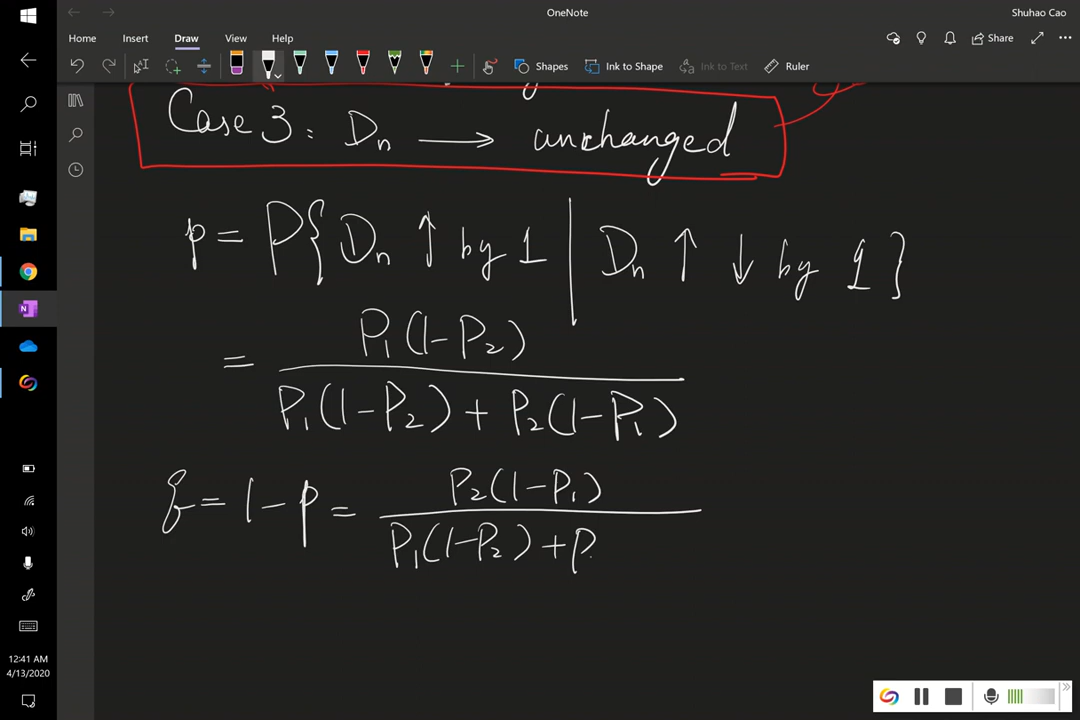 OneNote
Shuhao Cao
Home Insert Draw View Help
Share
Shapes Ink to Shape Ink to Text Ruler
Case 3: Dn → unchanged
p = P{Dn ↑ by 1 | Dn ↑ ↓ by 1}
= P1(1-P2)
P1(1-P2) + P2(1-P1)
q = 1-p = P2(1-P1)
P1(1-P2) + P
12:41 AM
4/13/2020